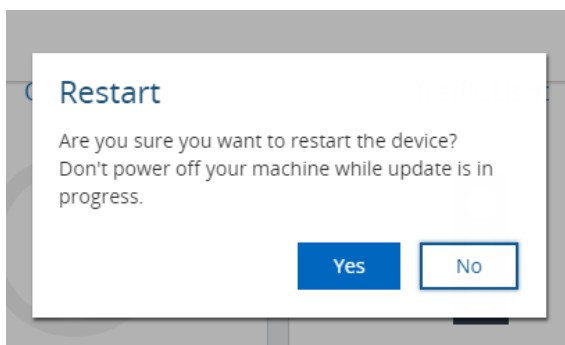 Restart
Are you sure you want to restart the device?
Don't power off your machine while update is in
progress.
Yes
No